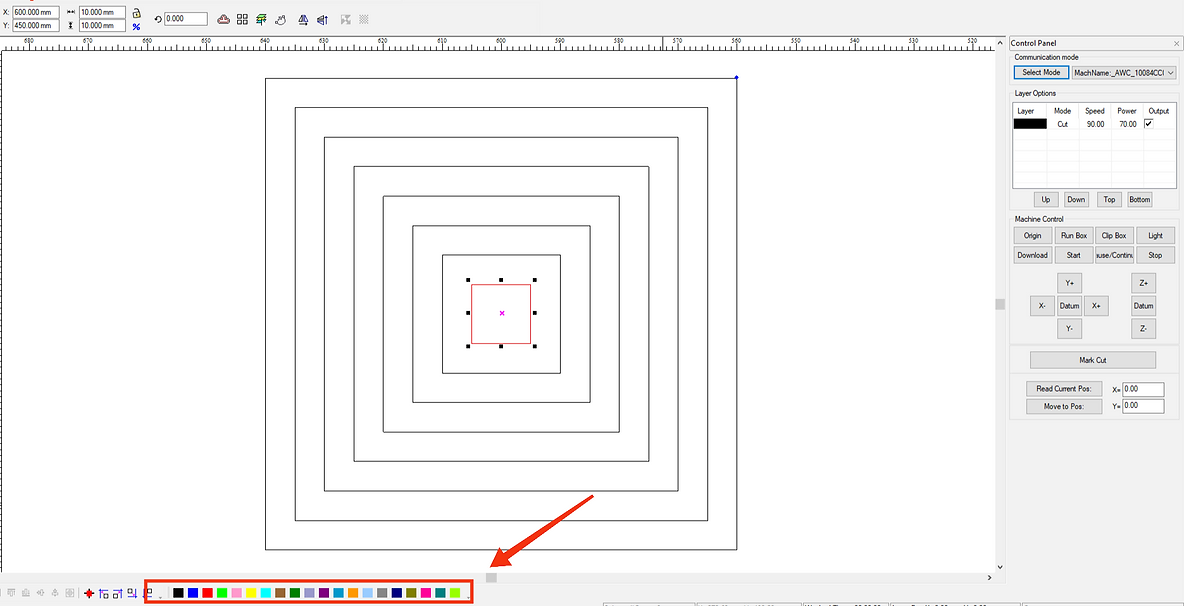 X: 600.000 mm 10.000 mm
Y: 450.000 mm 10.000 mm
% 0.000
680 670 660 650 640 630 620 610 600 590 580 570 560 550 540 530 520
Control Panel
Communication mode
Select Mode MachName:_AWC_10084CC
Layer Options
Layer Mode Speed Power Output
Cut 90.00 70.00
Up Down Top Bottom
Machine Control
Origin Run Box Clip Box Light
Download Start use/Continu Stop
Y+ Z+
X- Datum X+ Datum
Y- Z-
Mark Cut
Read Current Pos: X= 0.00
Move to Pos: Y= 0.00